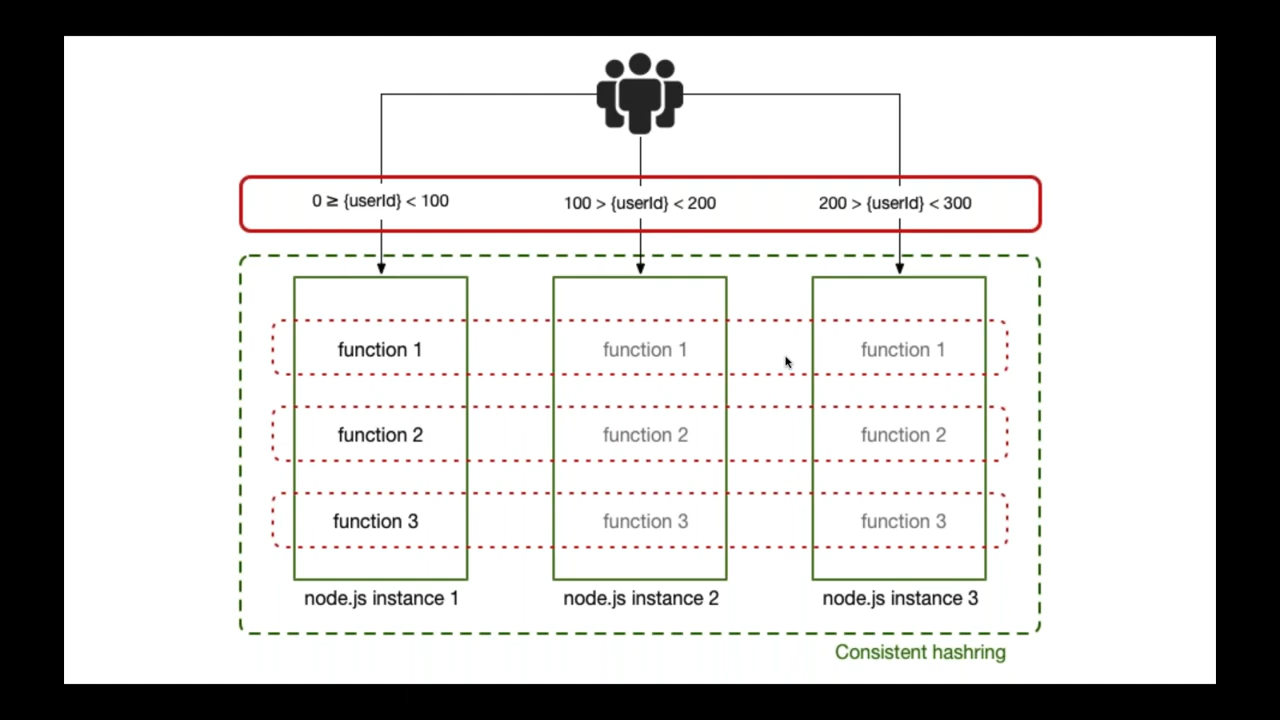 0 ≥ {userId} < 100
100 > {userId} < 200
200 > {userId} < 300
function 1
function 1
function 1
function 2
function 2
function 2
function 3
function 3
function 3
node.js instance 1
node.js instance 2
node.js instance 3
Consistent hashring